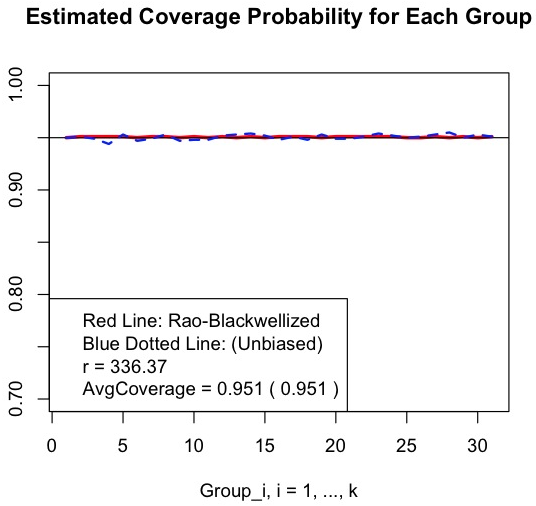 Estimated Coverage Probability for Each Group
1.00
0.90
0.80
0.70
Red Line: Rao-Blackwellized
Blue Dotted Line: (Unbiased)
r = 336.37
AvgCoverage = 0.951 ( 0.951 )
0 5 10 15 20 25 30
Group_i, i = 1, ..., k